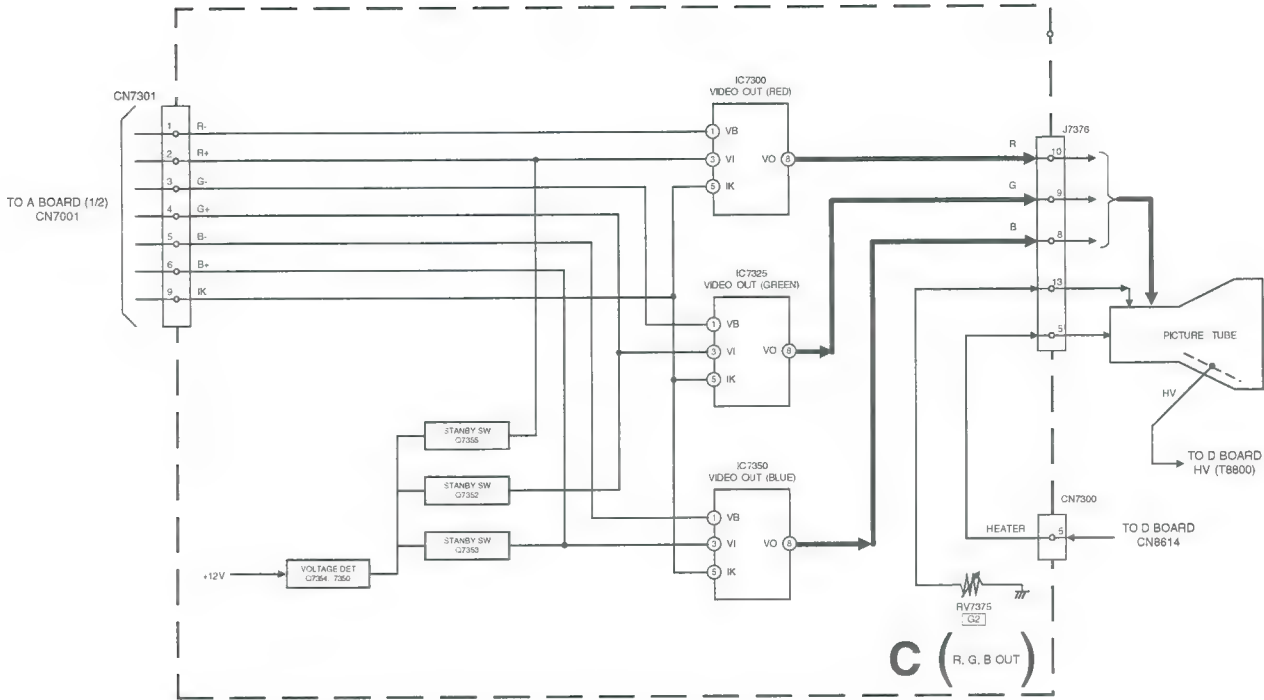 CN7301
TO A BOARD (1/2)
CN7001
1 R-
2 R+
3 G-
4 G+
5 B-
6 B+
9 IK
IC7300
VIDEO OUT (RED)
1 VB
3 VI
VO 8
5 IK
IC7325
VIDEO OUT (GREEN)
1 VB
3 VI
VO 8
5 IK
IC7350
VIDEO OUT (BLUE)
1 VB
3 VI
VO 8
5 IK
STANBY SW
Q7355
STANBY SW
Q7352
STANBY SW
Q7353
+12V
VOLTAGE DET
Q7354, 7350
J7376
R 10
G 9
B 8
13
5
PICTURE TUBE
HV
TO D BOARD
HV (T8800)
CN7300
HEATER
5
TO D BOARD
CN8614
RV7375
G2
C (R, G, B OUT)